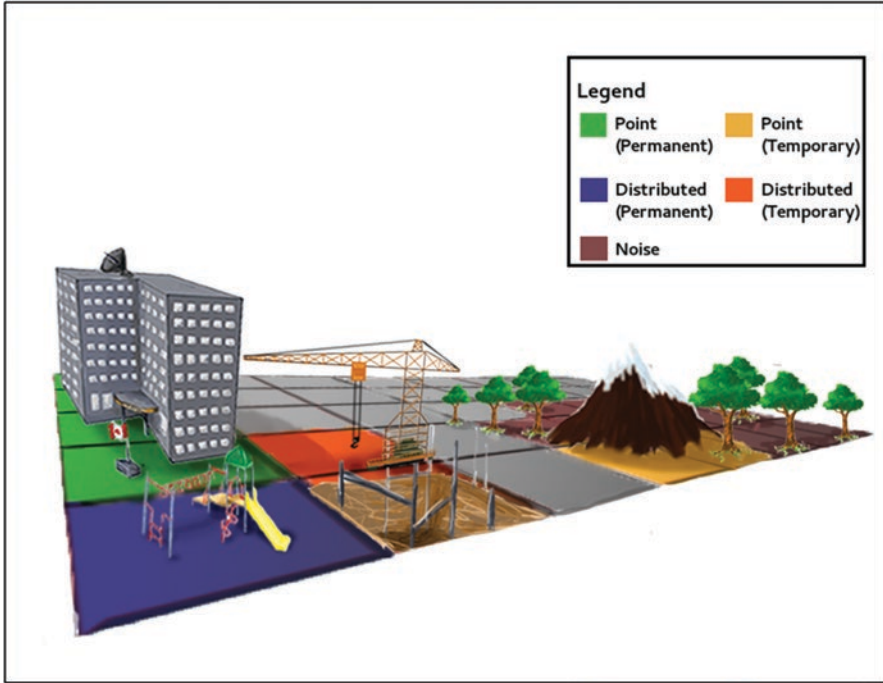 Legend
Point
(Permanent)
Point
(Temporary)
Distributed
(Permanent)
Distributed
(Temporary)
Noise